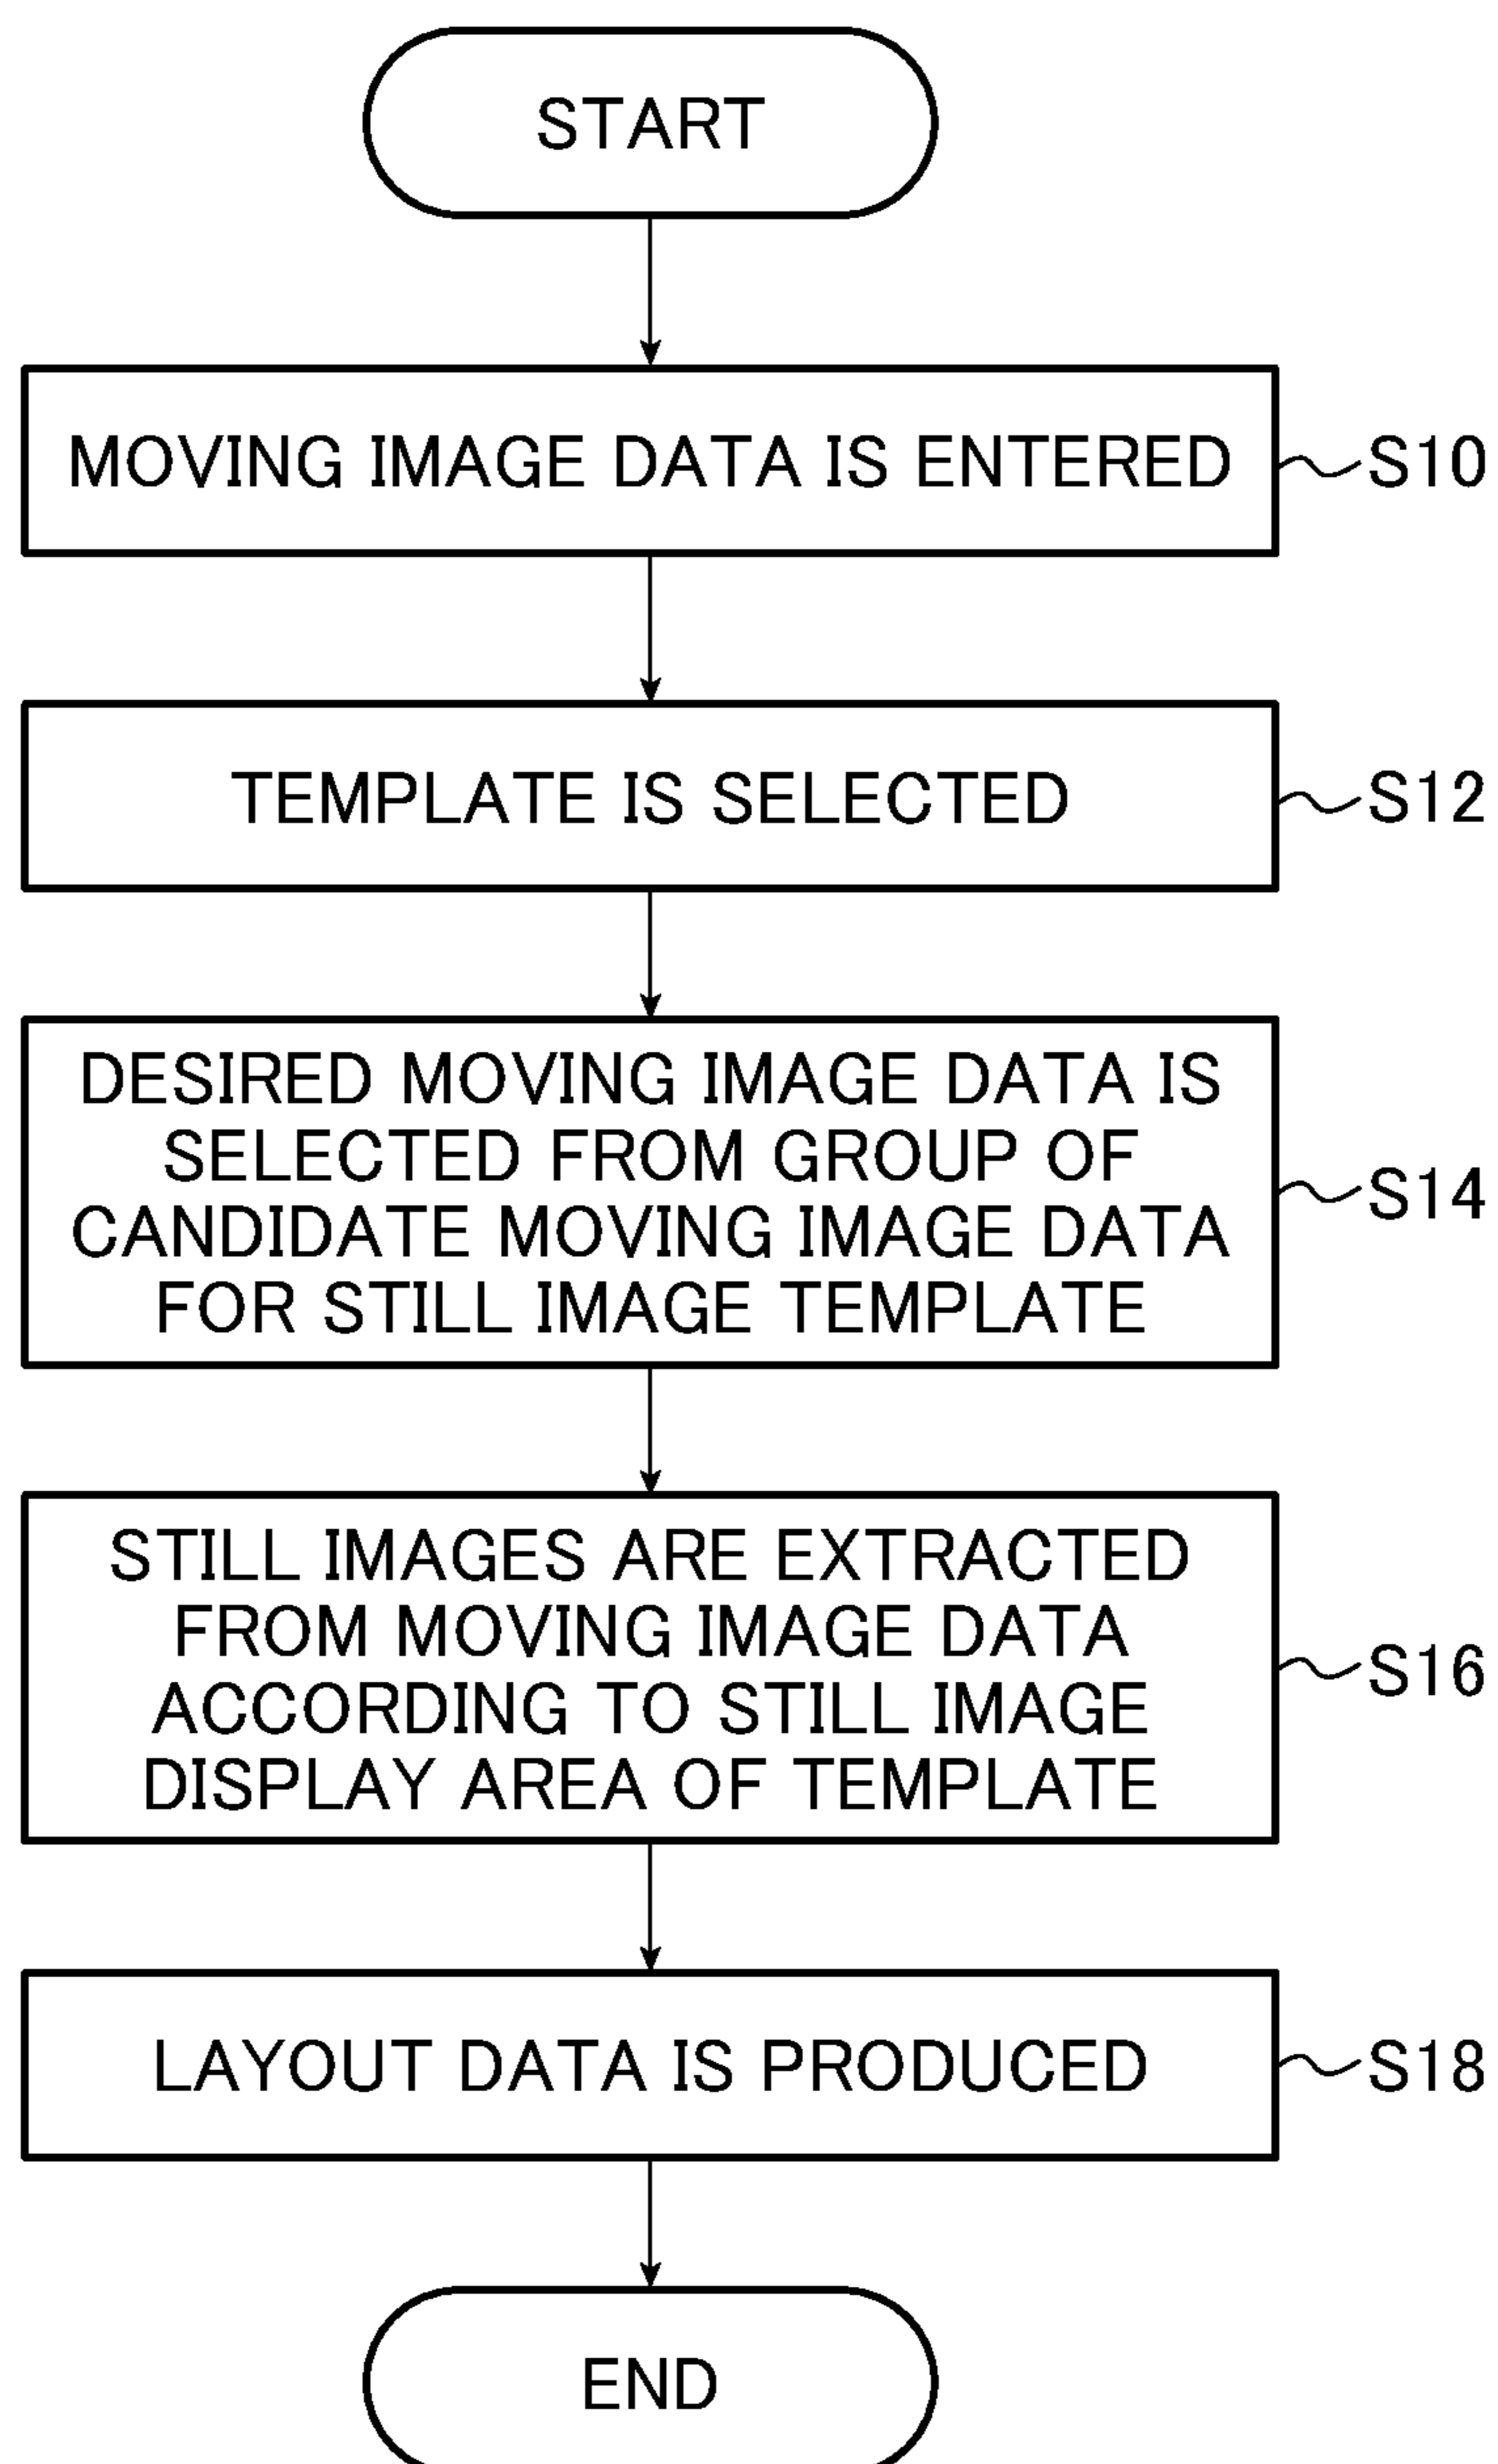 START
MOVING IMAGE DATA IS ENTERED
S10
TEMPLATE IS SELECTED
S12
DESIRED MOVING IMAGE DATA IS
SELECTED FROM GROUP OF
CANDIDATE MOVING IMAGE DATA
FOR STILL IMAGE TEMPLATE
S14
STILL IMAGES ARE EXTRACTED
FROM MOVING IMAGE DATA
ACCORDING TO STILL IMAGE
DISPLAY AREA OF TEMPLATE
S16
LAYOUT DATA IS PRODUCED
S18
END